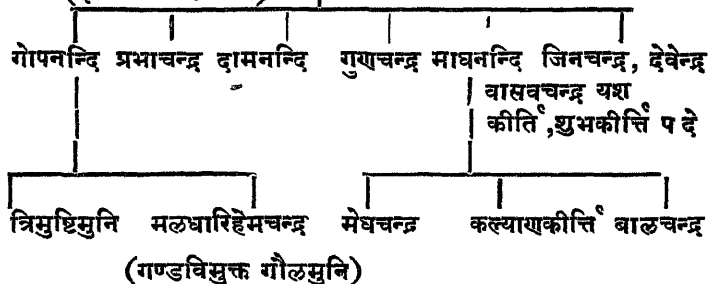 गोपनन्दि प्रभाचन्द्र दामनन्दि गुणचन्द्र माघनन्दि जिनचन्द्र, देवेन्द्र
वासवचन्द्र यश
कीर्ति, शुभकीर्त्ति प दे
त्रिमुष्टिमुनि मलधारिहेमचन्द्र मेघचन्द्र कल्याणकीर्त्ति बालचन्द्र
(गण्डविमुक्त गौलमुनि)